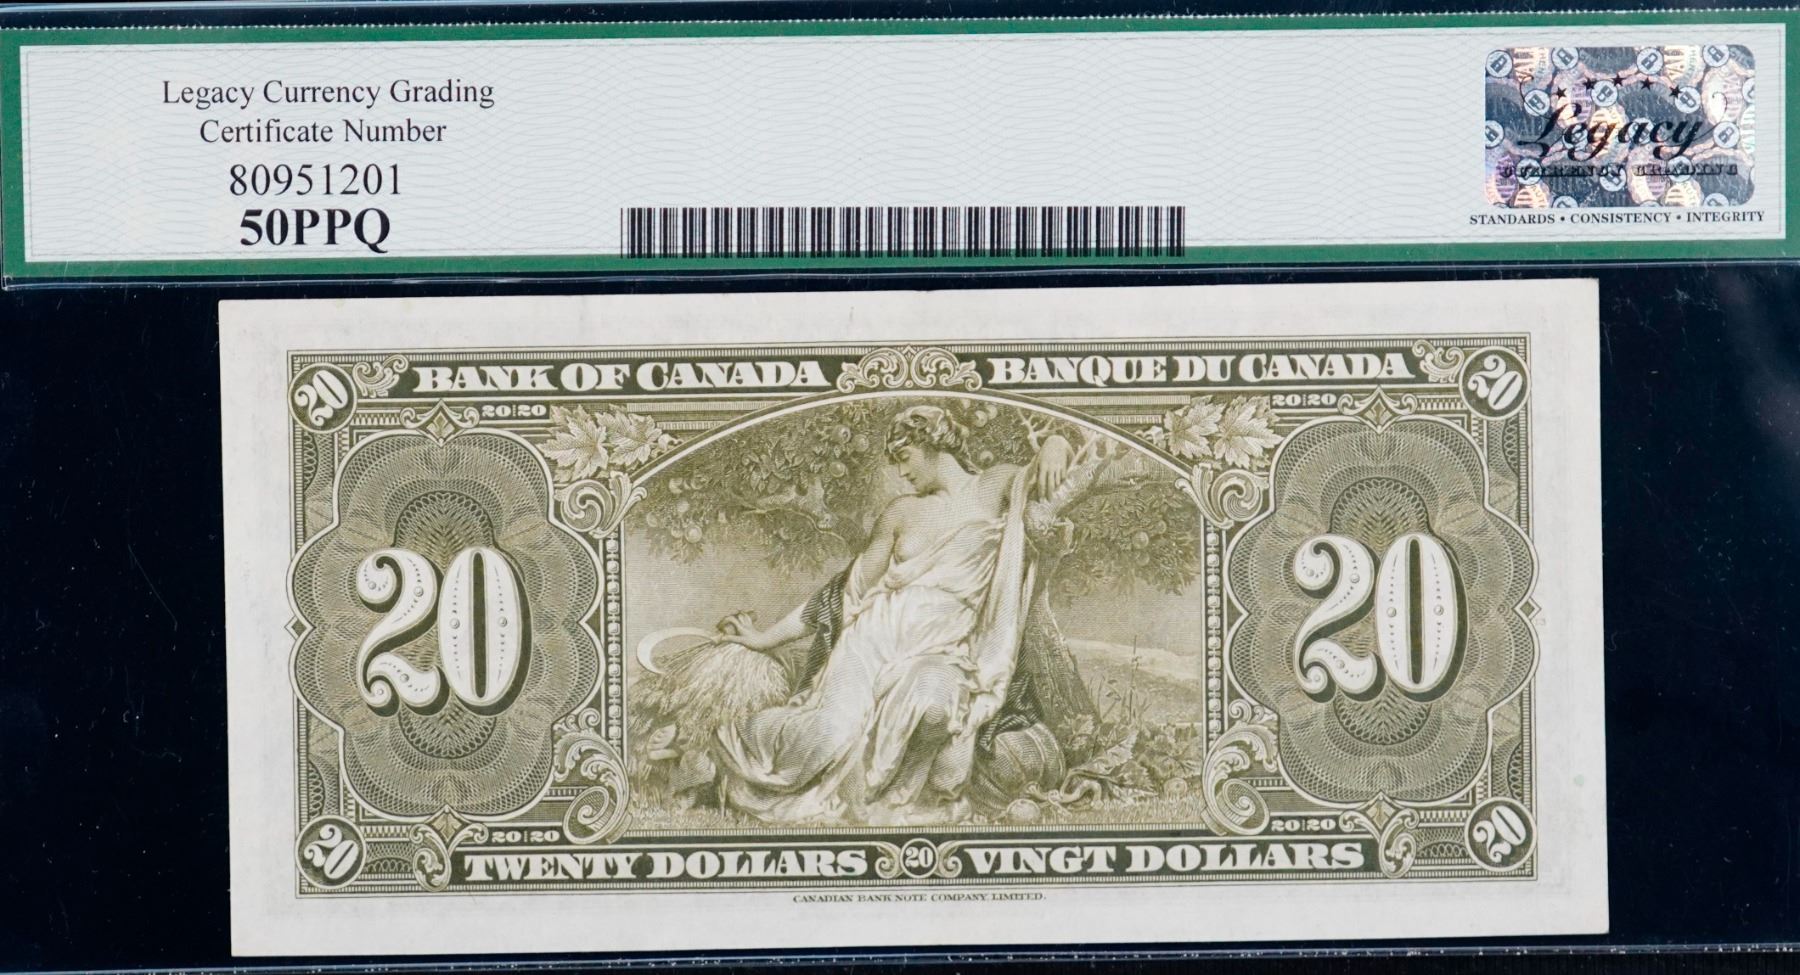 Legacy Currency Grading
Certificate Number
80951201
50PPQ
Legacy
CURRENCY GRADING
STANDARDS • CONSISTENCY • INTEGRITY
20 BANK OF CANADA BANQUE DU CANADA 20
20 20 20 20
20 20
20 20 20 20
20 TWENTY DOLLARS 20 VINGT DOLLARS 20
CANADIAN BANK NOTE COMPANY, LIMITED.